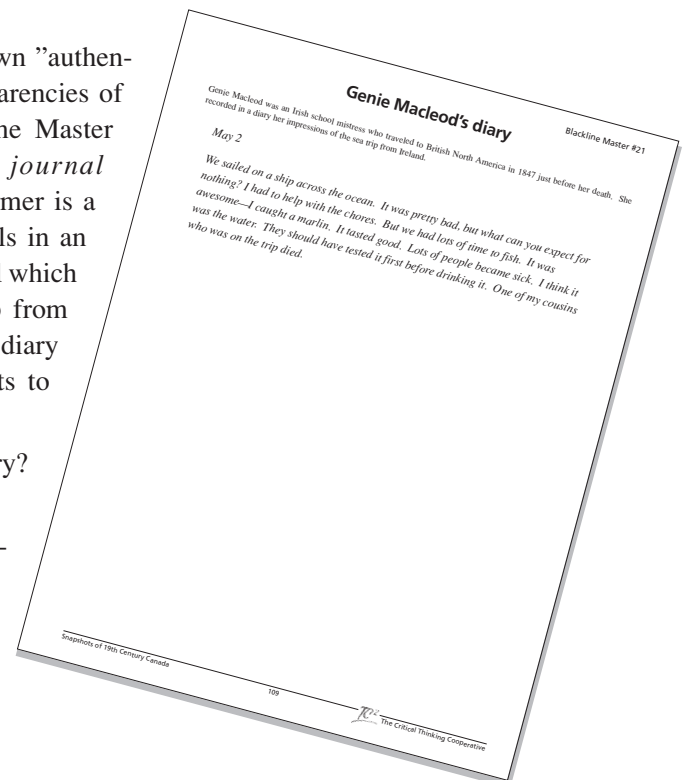 wn ”authen-
arencies of
ne Master
journal
mer is a
ls in an
which
from
diary
ts to
ry?
-
Blackline Master #21
Genie Macleod's diary
Genie Macleod was an Irish school mistress who traveled to British North America in 1847 just before her death. She
recorded in a diary her impressions of the sea trip from Ireland.
May 2
We sailed on a ship across the ocean. It was pretty bad, but what can you expect for
nothing? I had to help with the chores. But we had lots of time to fish. It was
awesome—I caught a marlin. It tasted good. Lots of people became sick. I think it
was the water. They should have tested it first before drinking it. One of my cousins
who was on the trip died.
Snapshots of 19th Century Canada
109
TC2
The Critical Thinking Cooperative